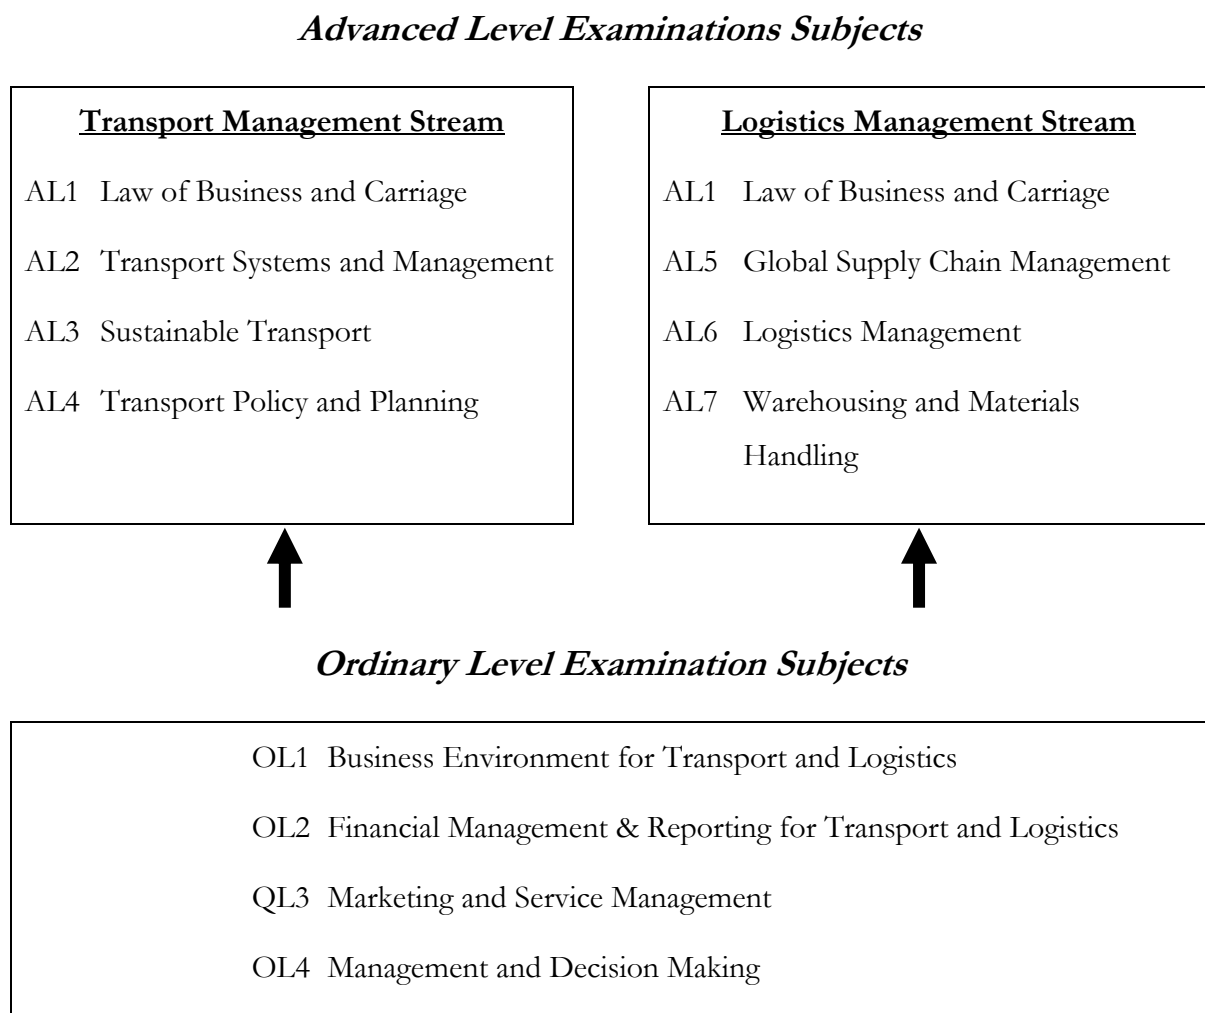 Advanced Level Examinations Subjects
Transport Management Stream
AL1 Law of Business and Carriage
AL2 Transport Systems and Management
AL3 Sustainable Transport
AL4 Transport Policy and Planning
Logistics Management Stream
AL1 Law of Business and Carriage
AL5 Global Supply Chain Management
AL6 Logistics Management
AL7 Warehousing and Materials
Handling
Ordinary Level Examination Subjects
OL1 Business Environment for Transport and Logistics
OL2 Financial Management & Reporting for Transport and Logistics
QL3 Marketing and Service Management
OL4 Management and Decision Making